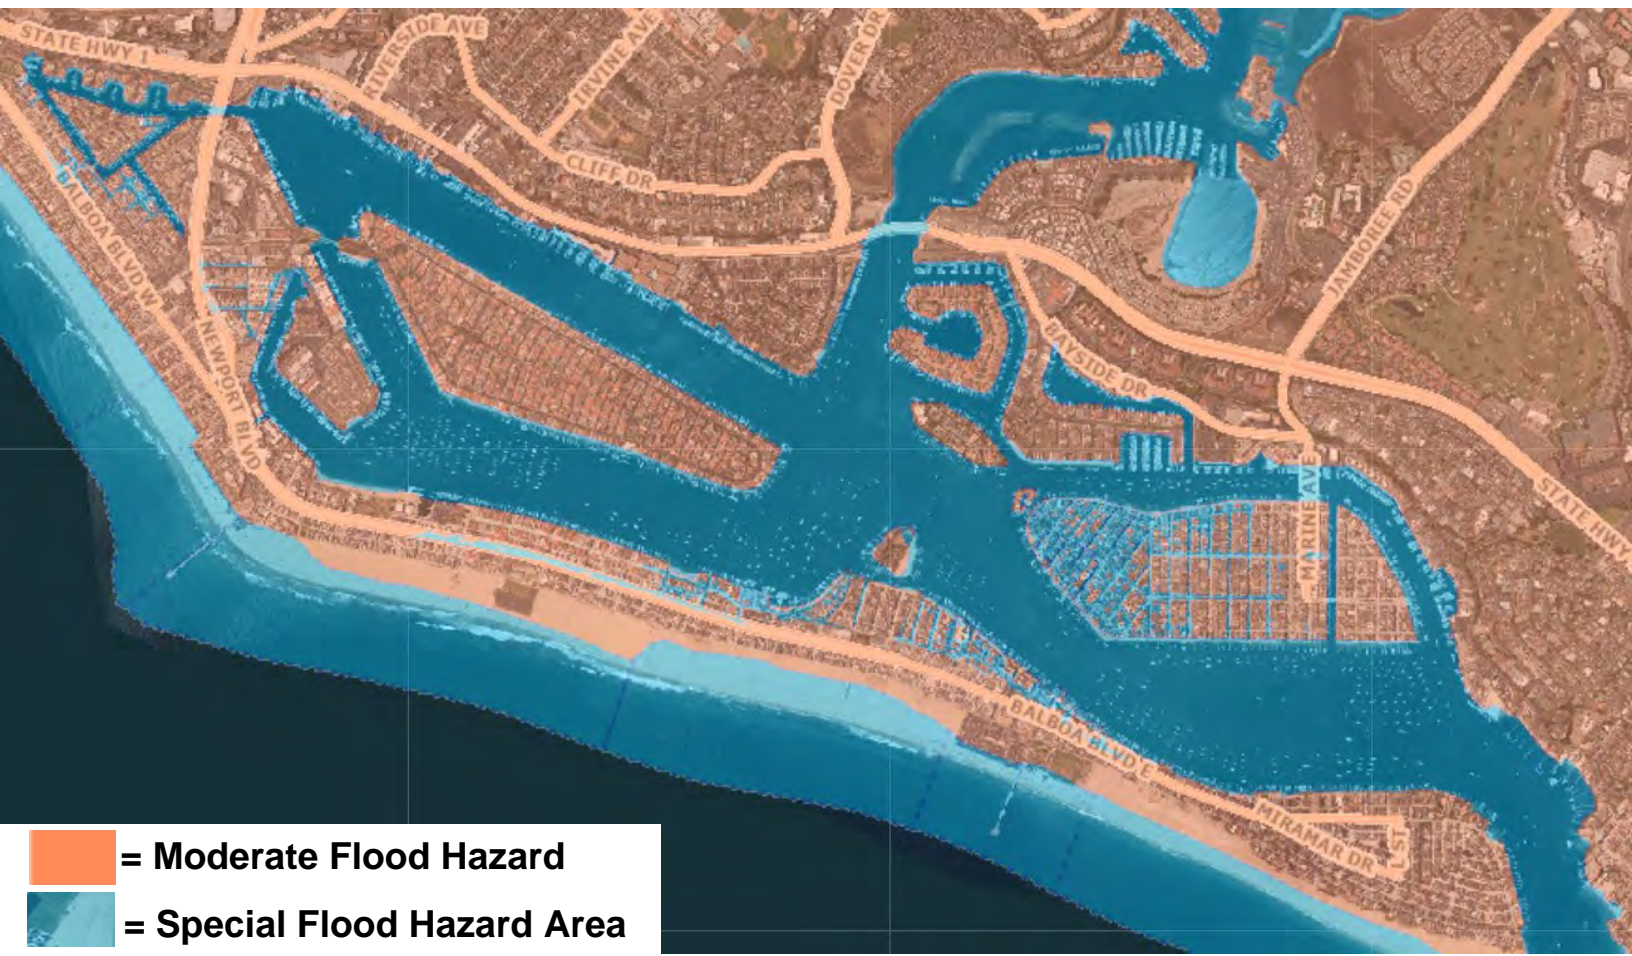 STATE HWY 1
RIVERSIDE AVE
IRVINE AVE
DOVER DR
CLIFF DR
BALBOA BLVD W
NEWPORT BLVD
JAMBOREE RD
BAYSIDE DR
MARINE AVE
STATE HWY
BALBOA BLVD E
MIRAMAR DR
ST
= Moderate Flood Hazard
= Special Flood Hazard Area